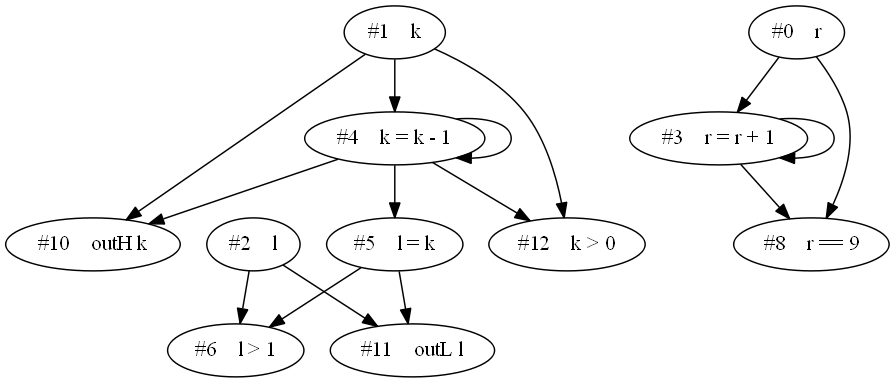 #1 k
#0 r
#4 k = k - 1
#3 r = r + 1
#10 outH k
#2 l
#5 l = k
#12 k > 0
#8 r == 9
#6 l > 1
#11 outL l